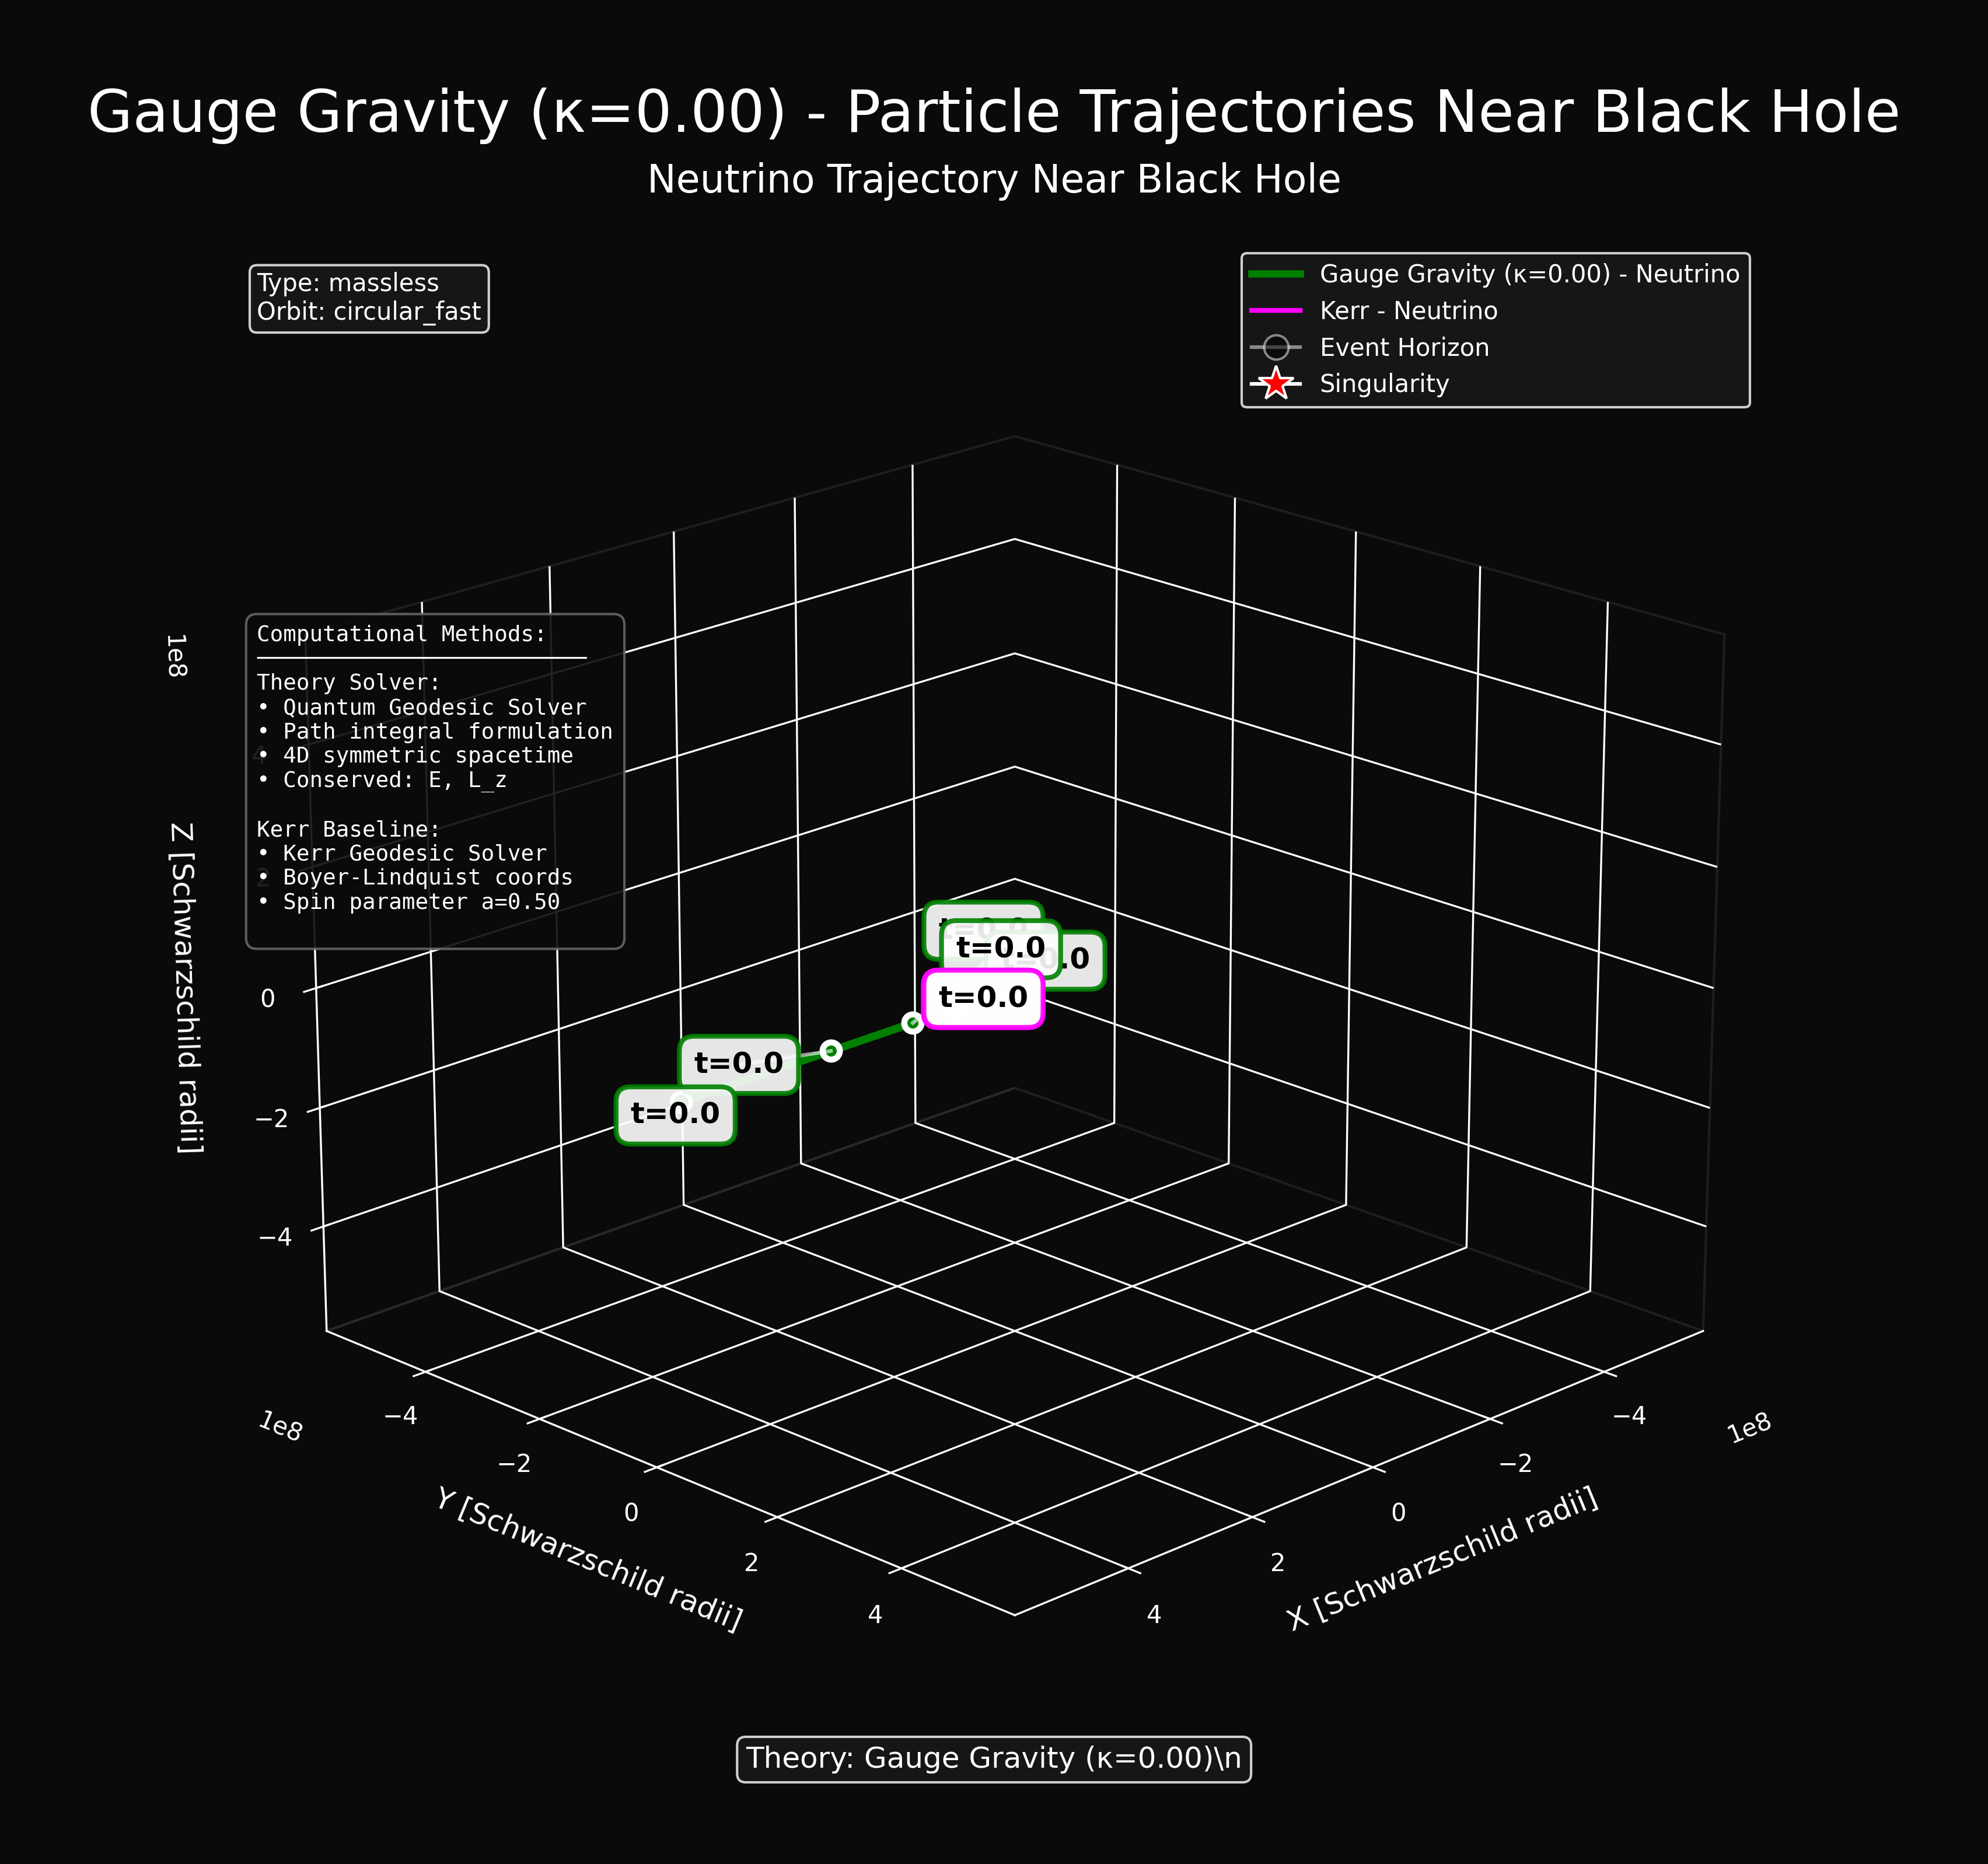 Gauge Gravity (κ=0.00) - Particle Trajectories Near Black Hole
Neutrino Trajectory Near Black Hole
Type: massless
Orbit: circular_fast
Gauge Gravity (κ=0.00) - Neutrino
Kerr - Neutrino
Event Horizon
Singularity
Computational Methods:
Theory Solver:
• Quantum Geodesic Solver
• Path integral formulation
• 4D symmetric spacetime
• Conserved: E, L_z
Kerr Baseline:
• Kerr Geodesic Solver
• Boyer-Lindquist coords
• Spin parameter a=0.50
1e8
Z [Schwarzschild radii]
4
2
0
−2
−4
t=0.0
t=0.0
t=0.0
t=0.0
t=0.0
t=0.0
1e8
−4
−2
0
2
4
Y [Schwarzschild radii]
1e8
−4
−2
0
2
4
X [Schwarzschild radii]
Theory: Gauge Gravity (κ=0.00)\n